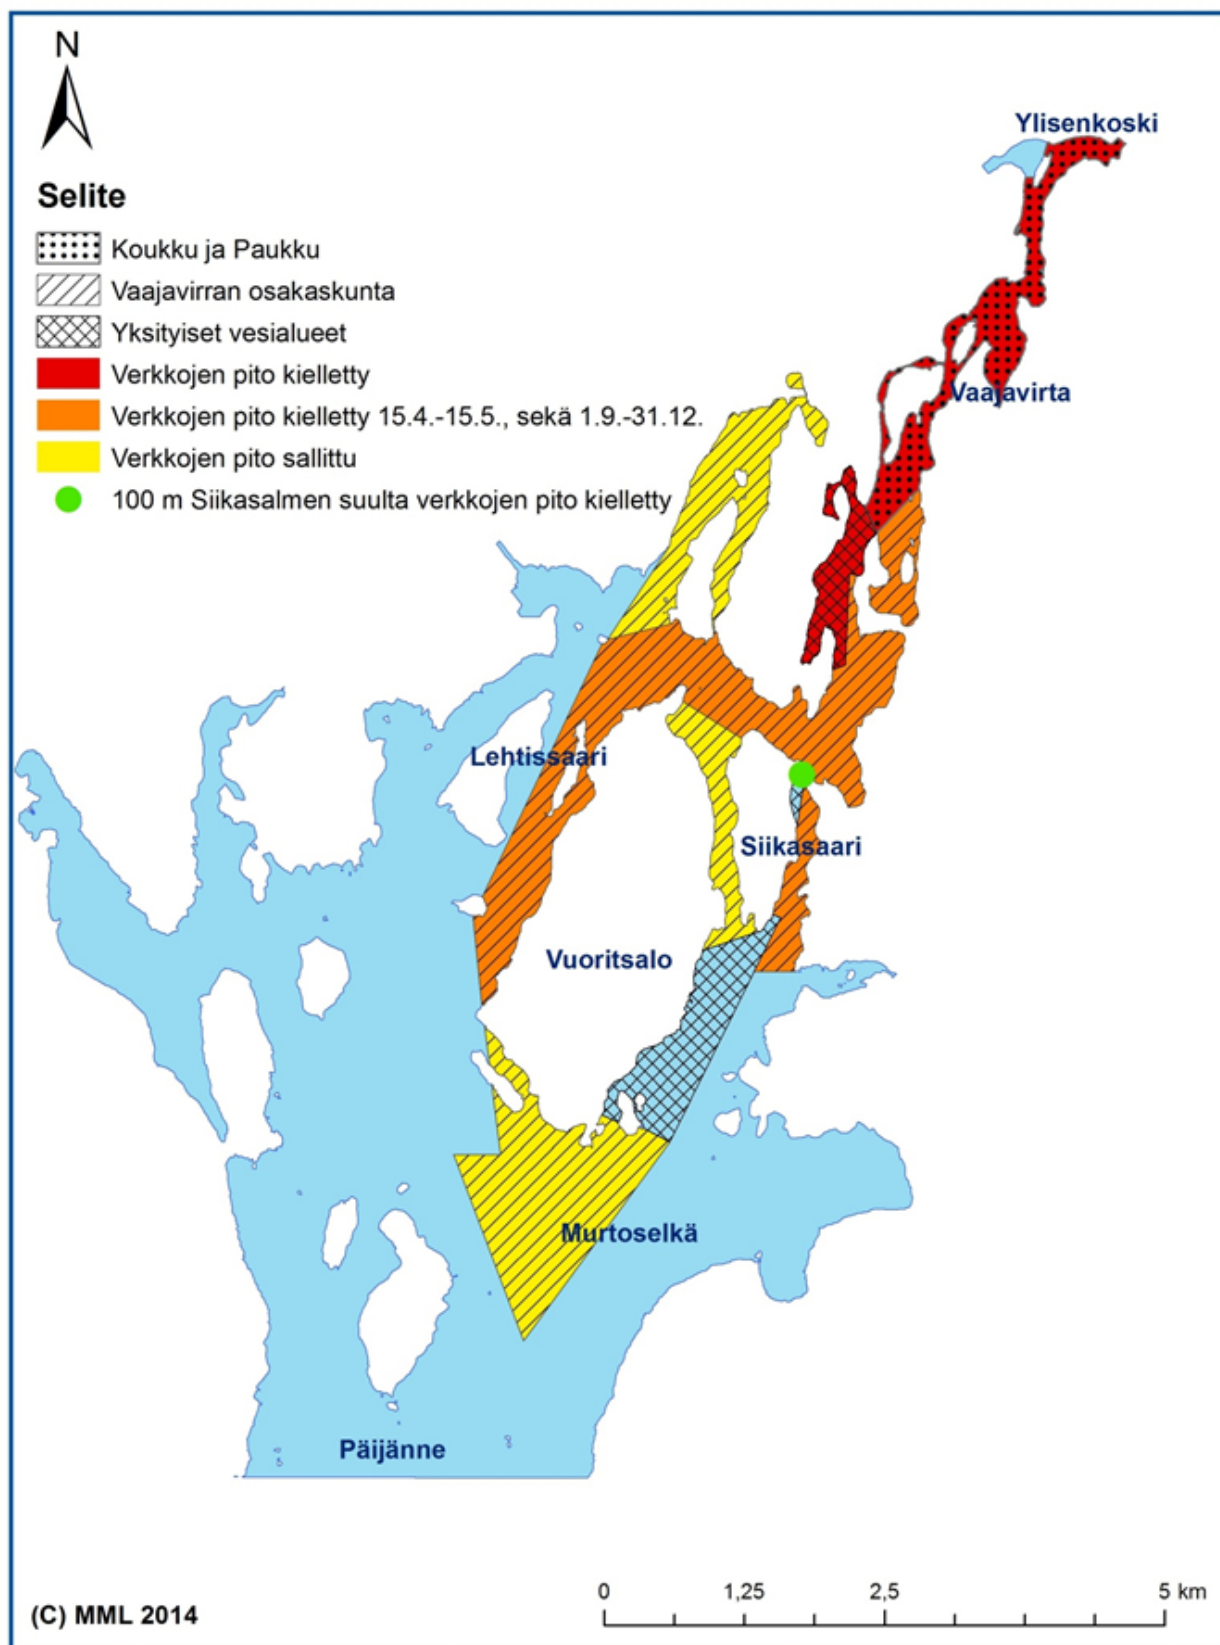 N
Selite
Koukku ja Paukku
Vaajavirran osakaskunta
Yksityiset vesialueet
Verkkojen pito kielletty
Verkkojen pito kielletty 15.4.-15.5., sekä 1.9.-31.12.
Verkkojen pito sallittu
100 m Siikasalmen suulta verkkojen pito kielletty
Ylisenkoski
Vaajavirta
Lehtissaari
Siikasaari
Vuoritsalo
Murtoselkä
Päijänne
0 1,25 2,5 5 km
(C) MML 2014